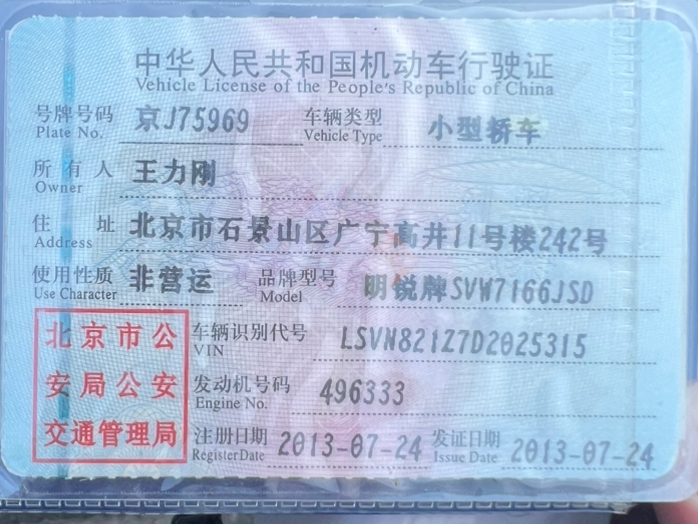 中华人民共和国机动车行驶证
Vehicle License of the People's Republic of China
号牌号码 京J75969 车辆类型 小型轿车
Plate No. Vehicle Type
所有人 王力刚
Owner
住址 北京市石景山区广宁高井11号楼242号
Address
使用性质 非营运 品牌型号 明锐牌SVW7166JSD
Use Character Model
北京市公
安局公安
交通管理局
车辆识别代号 LSVN821Z7D2025315
VIN
发动机号码 496333
Engine No.
注册日期 2013-07-24 发证日期 2013-07-24
Register Date Issue Date